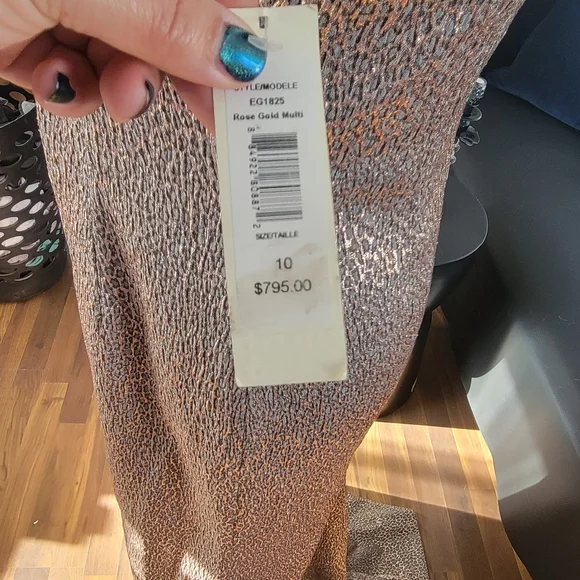 STYLE/MODELE
EG1825
Rose Gold Multi
SIZE/TAILLE
10
$795.00